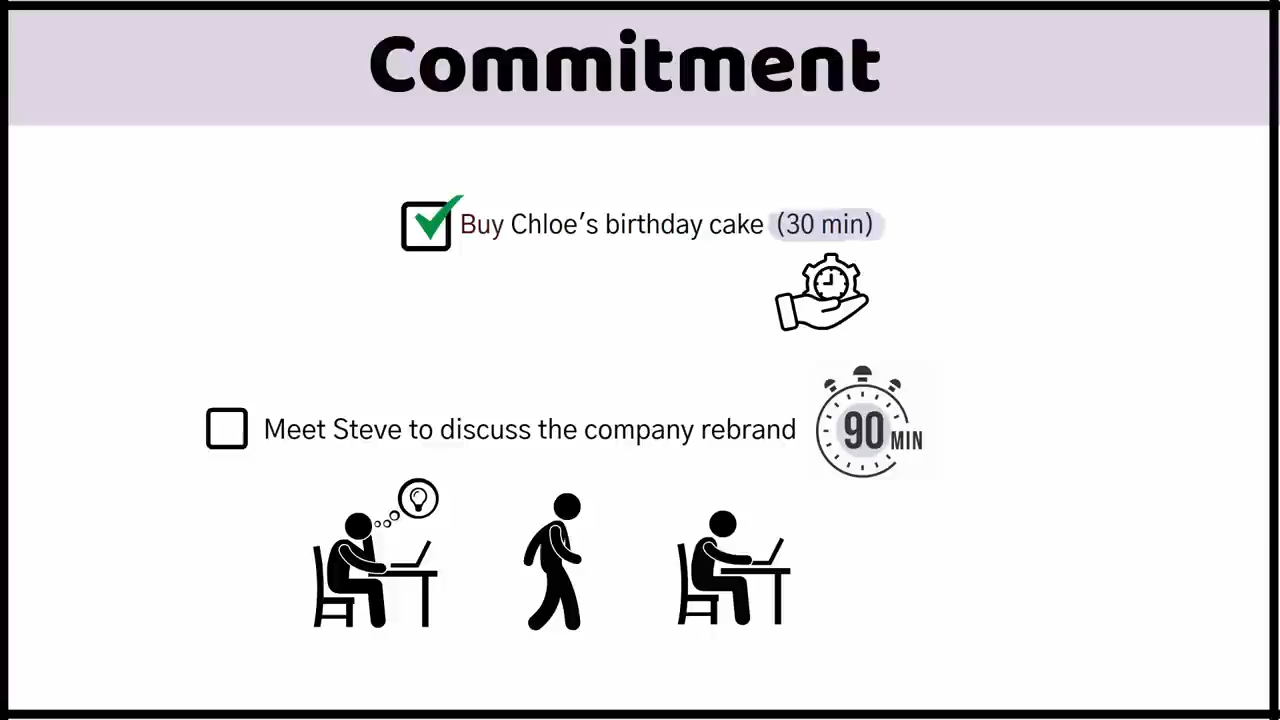 Commitment
Buy Chloe's birthday cake (30 min)
Meet Steve to discuss the company rebrand
90 MIN